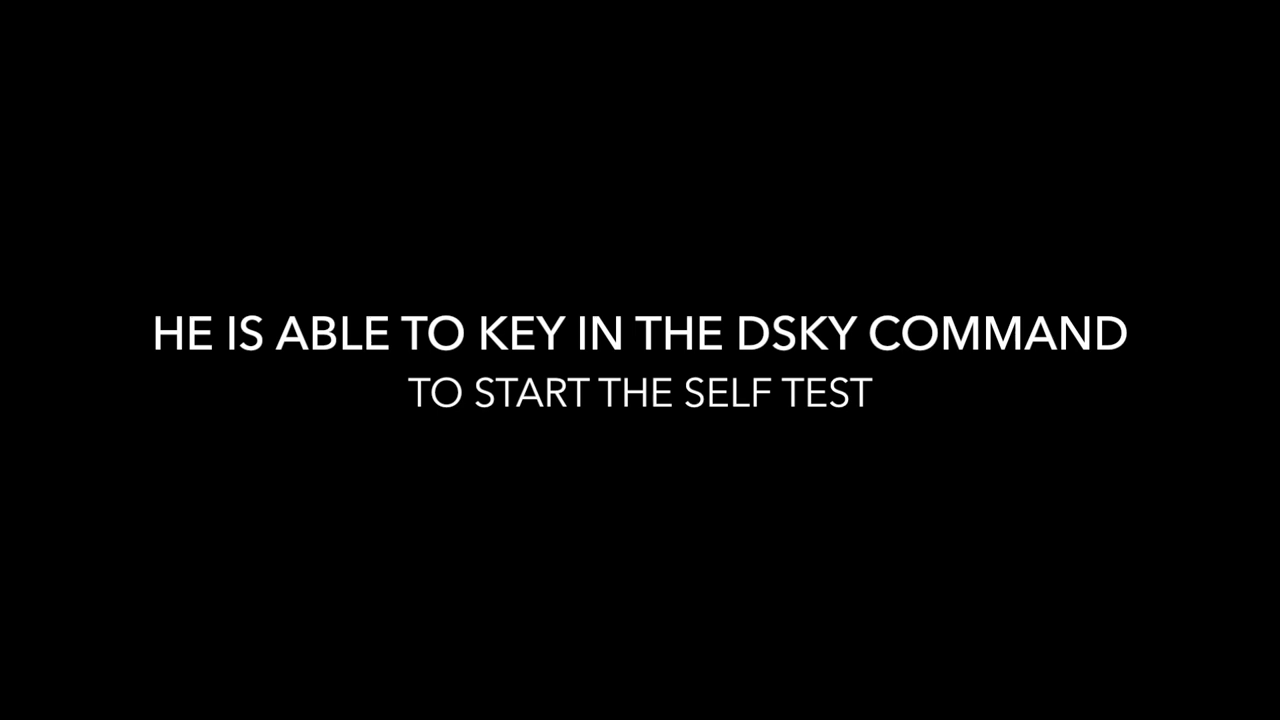 HE IS ABLE TO KEY IN THE DSKY COMMAND
TO START THE SELF TEST